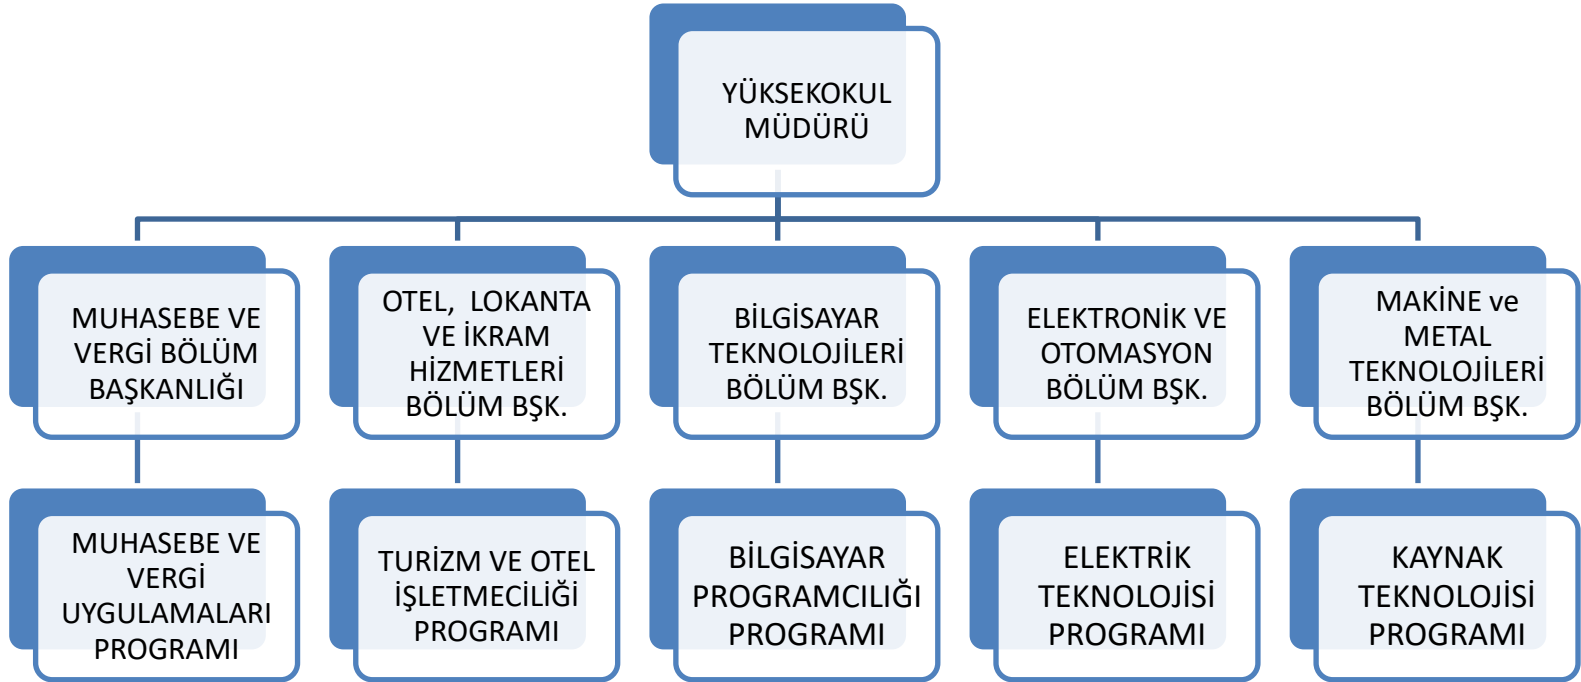 YÜKSEKOKUL
MÜDÜRÜ
MUHASEBE VE
VERGİ BÖLÜM
BAŞKANLIĞI
OTEL, LOKANTA
VE İKRAM
HİZMETLERİ
BÖLÜM BŞK.
BİLGİSAYAR
TEKNOLOJİLERİ
BÖLÜM BŞK.
ELEKTRONİK VE
OTOMASYON
BÖLÜM BŞK.
MAKİNE ve
METAL
TEKNOLOJİLERİ
BÖLÜM BŞK.
MUHASEBE VE
VERGİ
UYGULAMALARI
PROGRAMI
TURİZM VE OTEL
İŞLETMECİLİĞİ
PROGRAMI
BİLGİSAYAR
PROGRAMCILIĞI
PROGRAMI
ELEKTRİK
TEKNOLOJİSİ
PROGRAMI
KAYNAK
TEKNOLOJİSİ
PROGRAMI